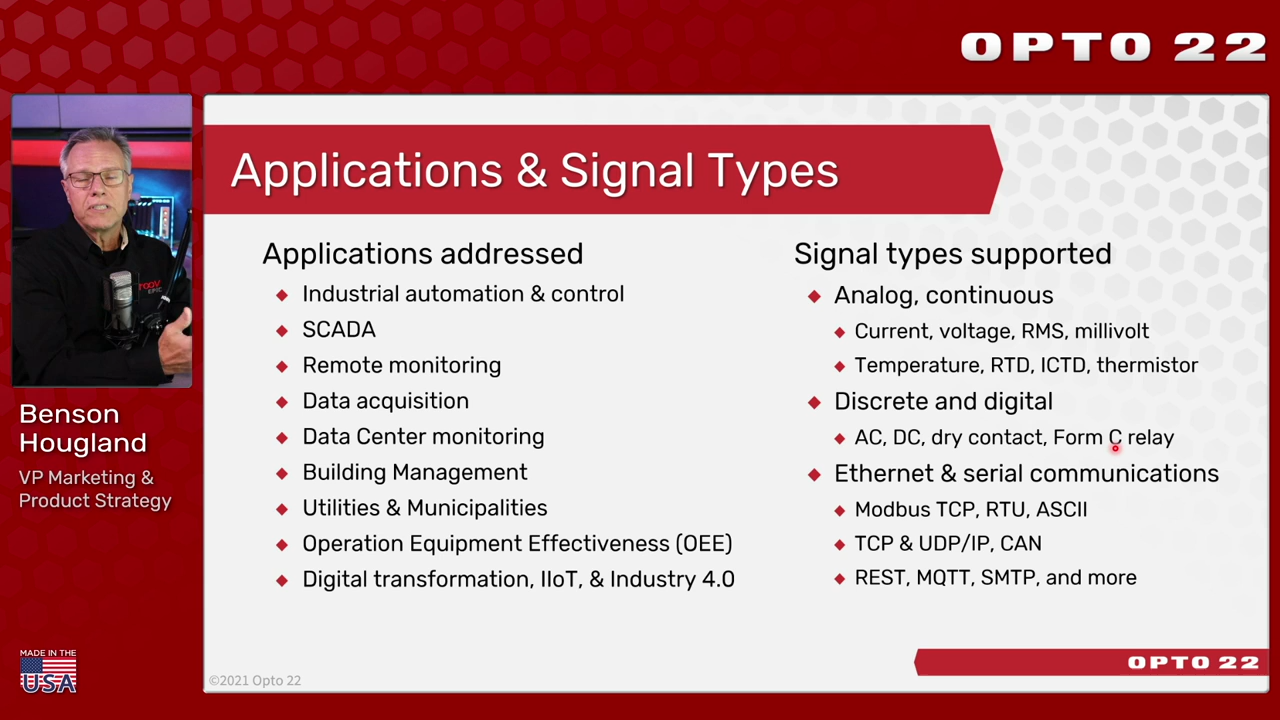 OPTO 22
Applications & Signal Types
Applications addressed
Industrial automation & control
SCADA
Remote monitoring
Data acquisition
Data Center monitoring
Building Management
Utilities & Municipalities
Operation Equipment Effectiveness (OEE)
Digital transformation, IIoT, & Industry 4.0
Signal types supported
Analog, continuous
Current, voltage, RMS, millivolt
Temperature, RTD, ICTD, thermistor
Discrete and digital
AC, DC, dry contact, Form C relay
Ethernet & serial communications
Modbus TCP, RTU, ASCII
TCP & UDP/IP, CAN
REST, MQTT, SMTP, and more
Benson
Hougland
VP Marketing &
Product Strategy
MADE IN THE
USA
©2021 Opto 22
OPTO 22